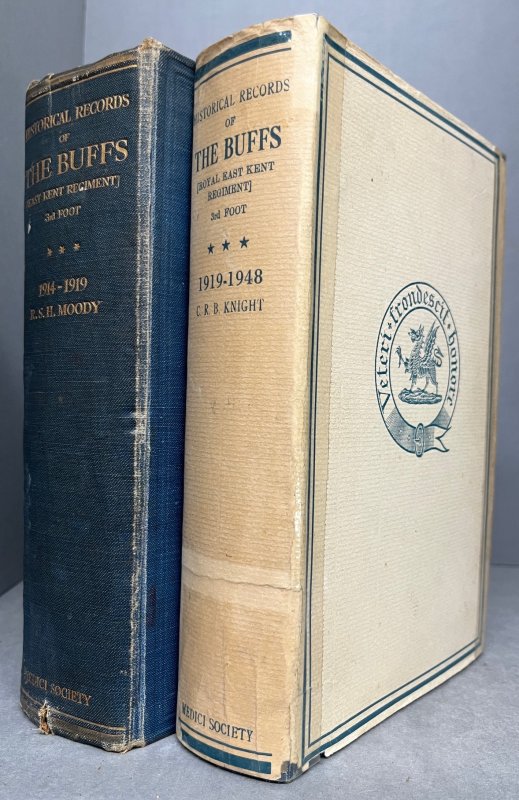 HISTORICAL RECORDS
OF
THE BUFFS
[EAST KENT REGIMENT]
3rd FOOT
★ ★ ★
1914-1919
R.S.H. MOODY
MEDICI SOCIETY
HISTORICAL RECORDS
OF
THE BUFFS
[ROYAL EAST KENT
REGIMENT]
3rd FOOT
★ ★ ★
1919-1948
C. R. B. KNIGHT
MEDICI SOCIETY
Veteri · frondescit · honore ·